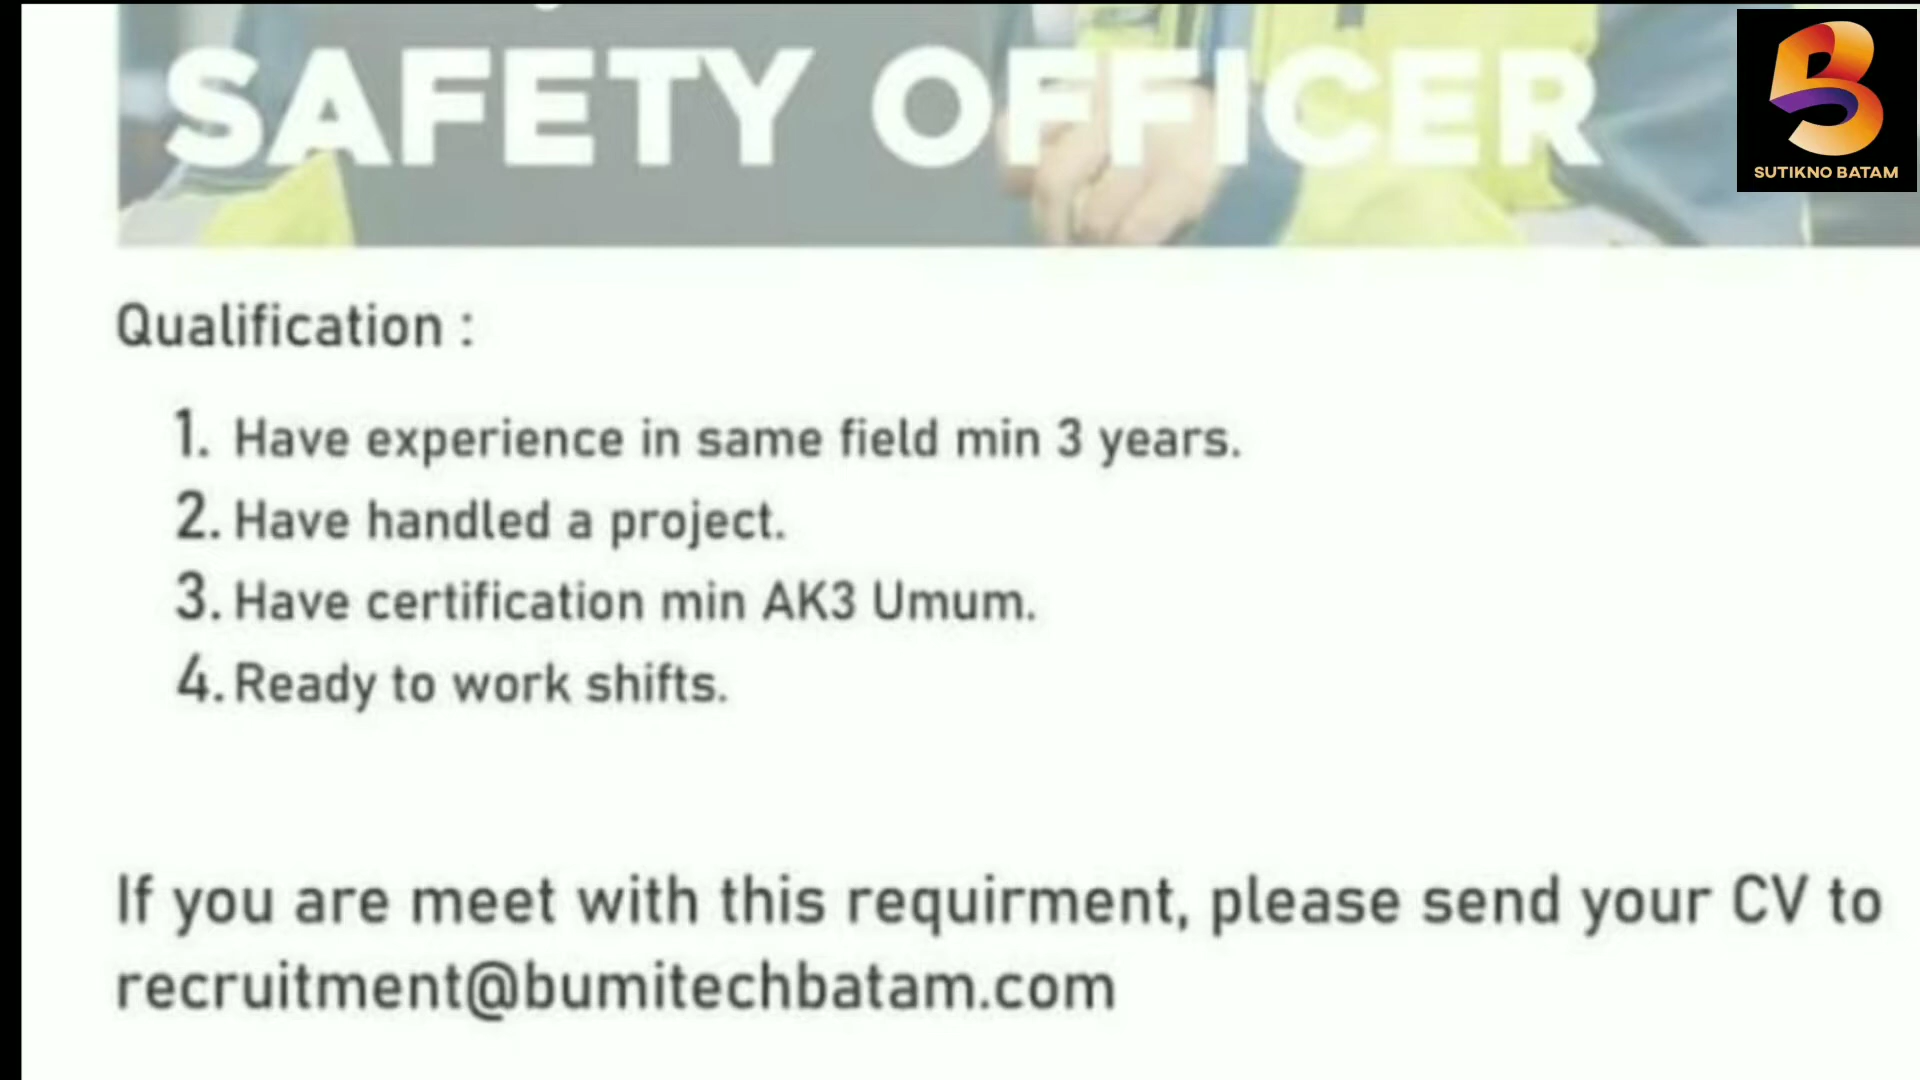 SAFETY OFFICER
SUTIKNO BATAM
Qualification :
1. Have experience in same field min 3 years.
2. Have handled a project.
3. Have certification min AK3 Umum.
4. Ready to work shifts.
If you are meet with this requirment, please send your CV to
recruitment@bumitechbatam.com